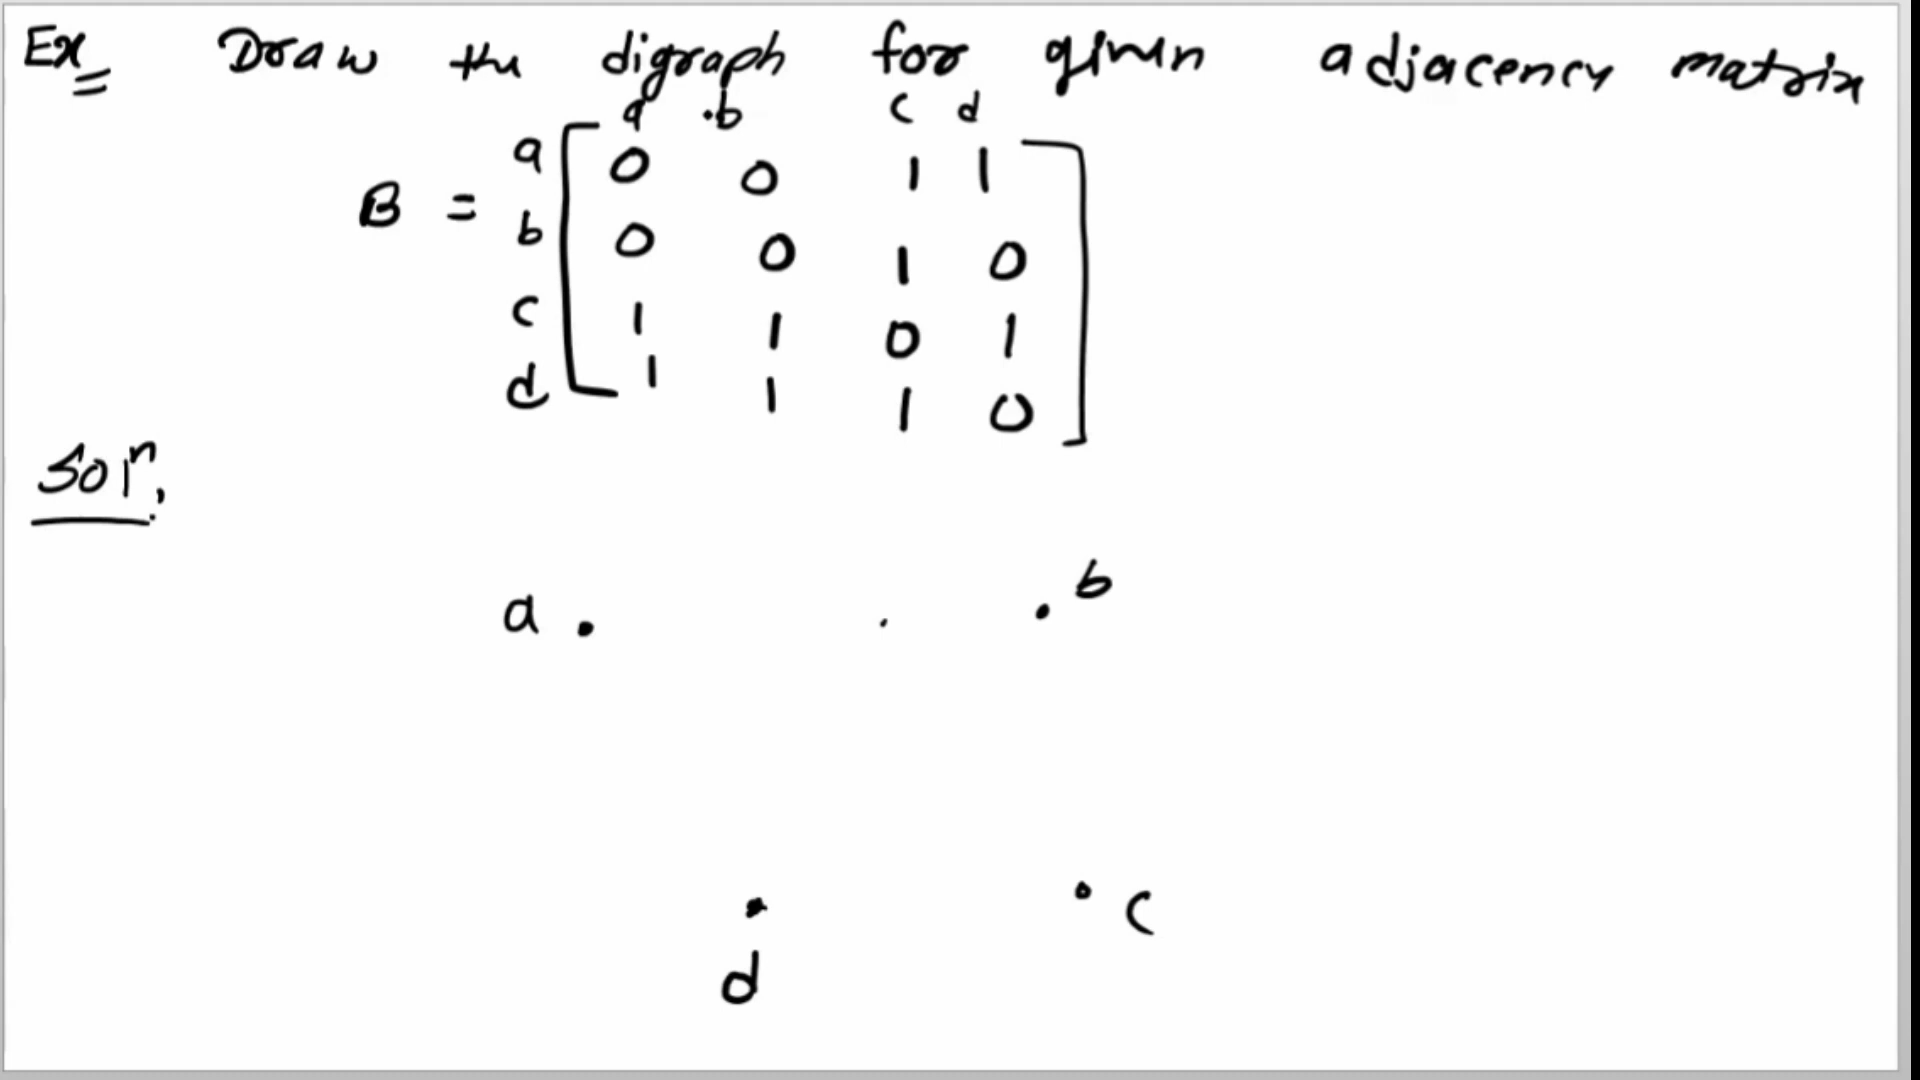 Ex Draw the digraph for given adjacency matrix
a b c d
a 0 0 1 1
B = b 0 0 1 0
c 1 1 0 1
d 1 1 1 0
Solⁿ.
a b
c
d